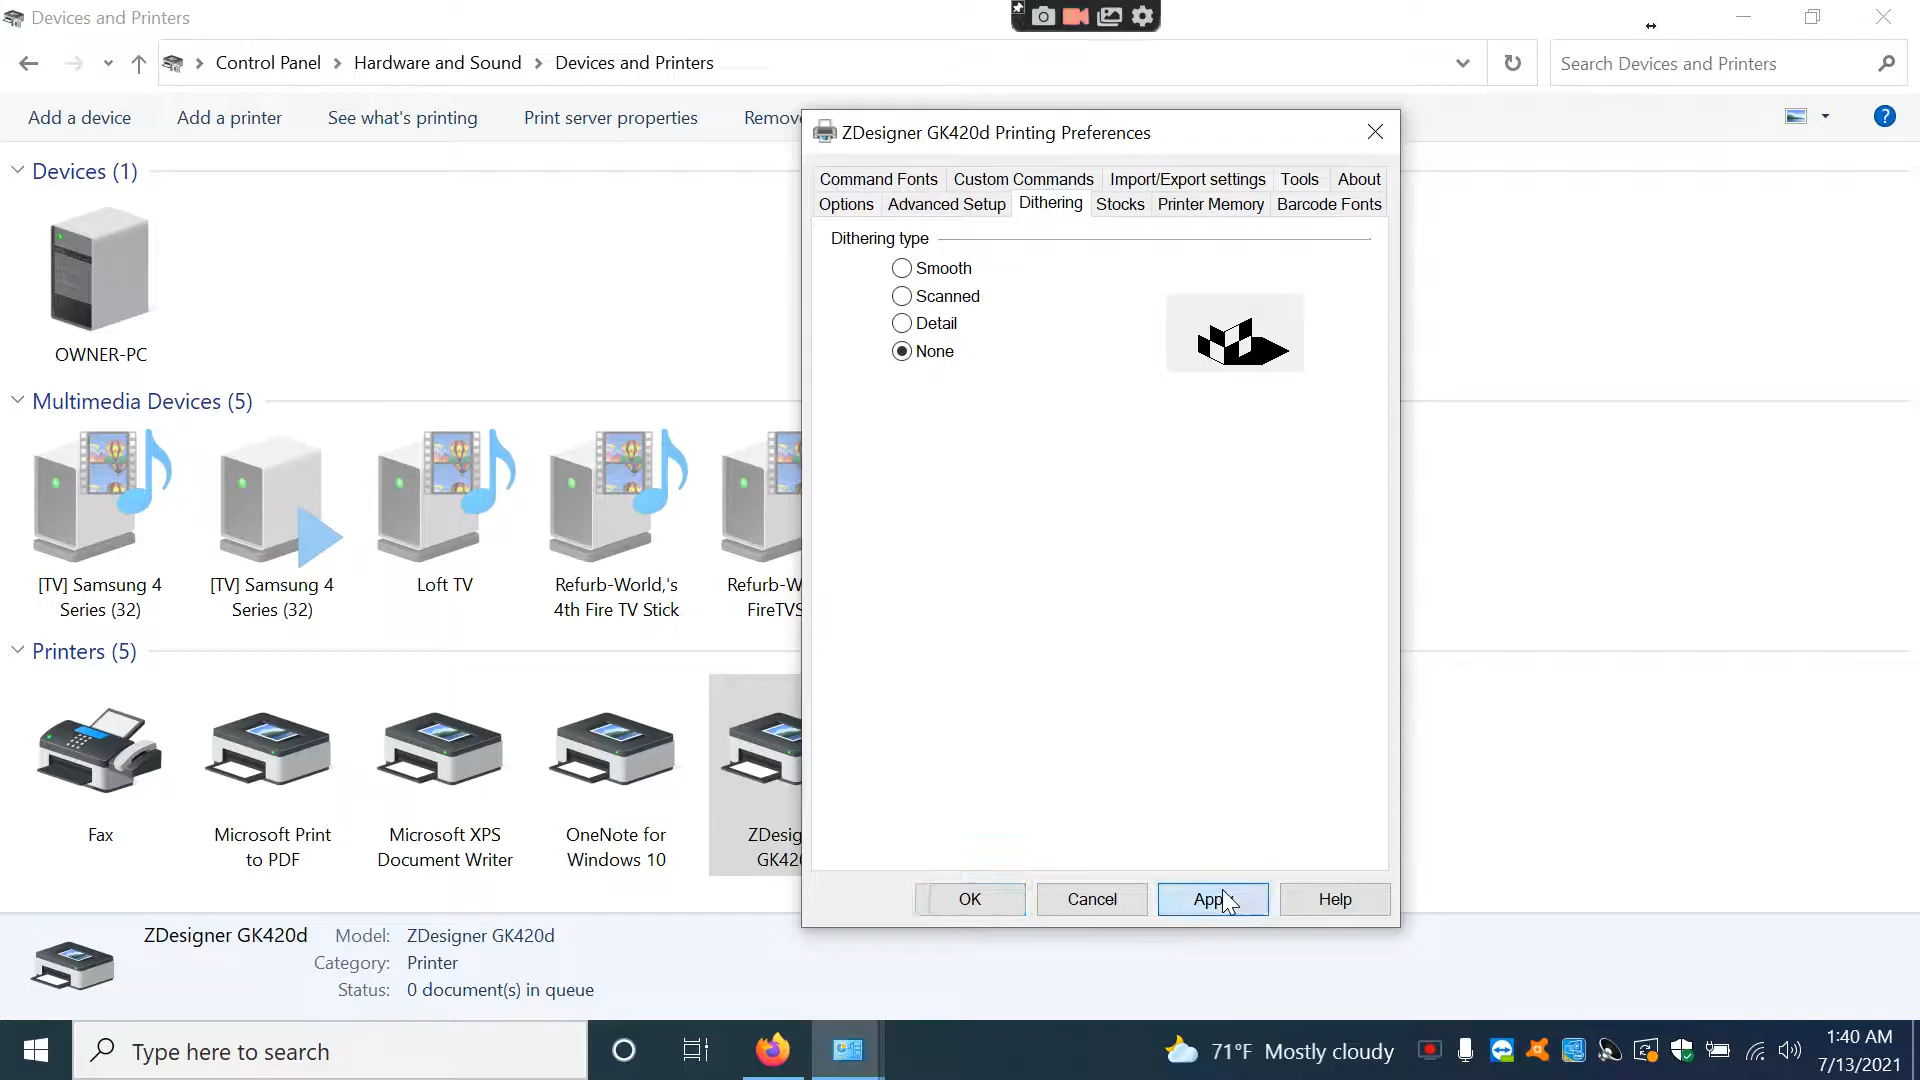 Devices and Printers
Control Panel > Hardware and Sound > Devices and Printers
Search Devices and Printers
Add a device
Add a printer
See what's printing
Print server properties
Devices (1)
OWNER-PC
Multimedia Devices (5)
[TV] Samsung 4
Series (32)
[TV] Samsung 4
Series (32)
Loft TV
Refurb-World,'s
4th Fire TV Stick
Printers (5)
Fax
Microsoft Print
to PDF
Microsoft XPS
Document Writer
OneNote for
Windows 10
ZDesigner GK420d Printing Preferences
Command Fonts
Custom Commands
Import/Export settings
Tools
About
Options
Advanced Setup
Dithering
Stocks
Printer Memory
Barcode Fonts
Dithering type
Smooth
Scanned
Detail
None
OK
Cancel
Help
ZDesigner GK420d
Model: ZDesigner GK420d
Category: Printer
Status: 0 document(s) in queue
Type here to search
71°F Mostly cloudy
1:40 AM
7/13/2021